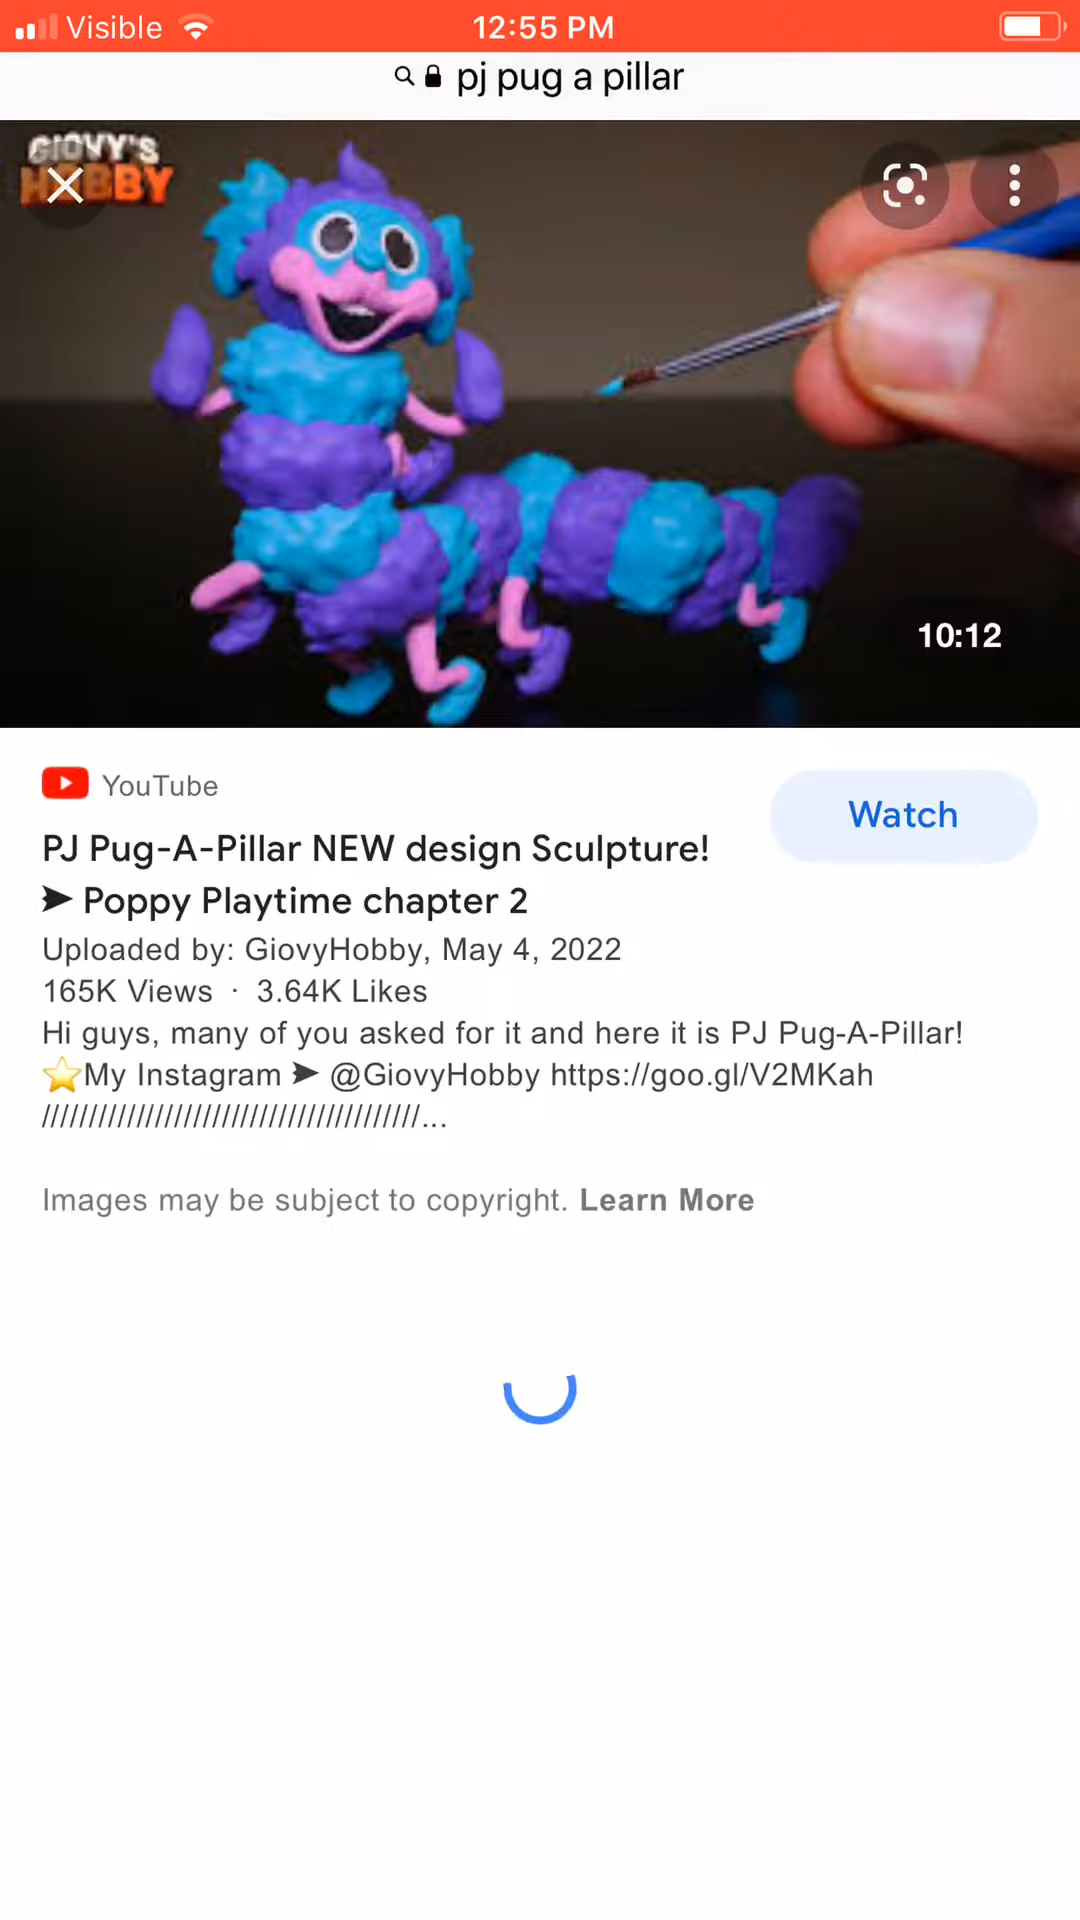 Visible 12:55 PM
pj pug a pillar
GIOVY'S
HOBBY
10:12
YouTube
Watch
PJ Pug-A-Pillar NEW design Sculpture!
➤ Poppy Playtime chapter 2
Uploaded by: GiovyHobby, May 4, 2022
165K Views · 3.64K Likes
Hi guys, many of you asked for it and here it is PJ Pug-A-Pillar!
⭐My Instagram ➤ @GiovyHobby https://goo.gl/V2MKah
////////////////////////////////////////...
Images may be subject to copyright. Learn More